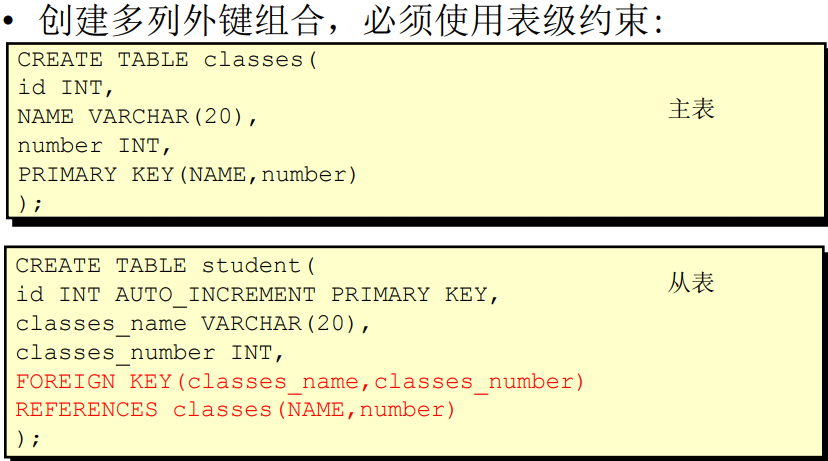 • 创建多列外键组合，必须使用表级约束:
CREATE TABLE classes(
id INT,
NAME VARCHAR(20),
主表
number INT,
PRIMARY KEY(NAME,number)
);
CREATE TABLE student(
从表
id INT AUTO_INCREMENT PRIMARY KEY,
classes_name VARCHAR(20),
classes_number INT,
FOREIGN KEY(classes_name,classes_number)
REFERENCES classes(NAME,number)
);